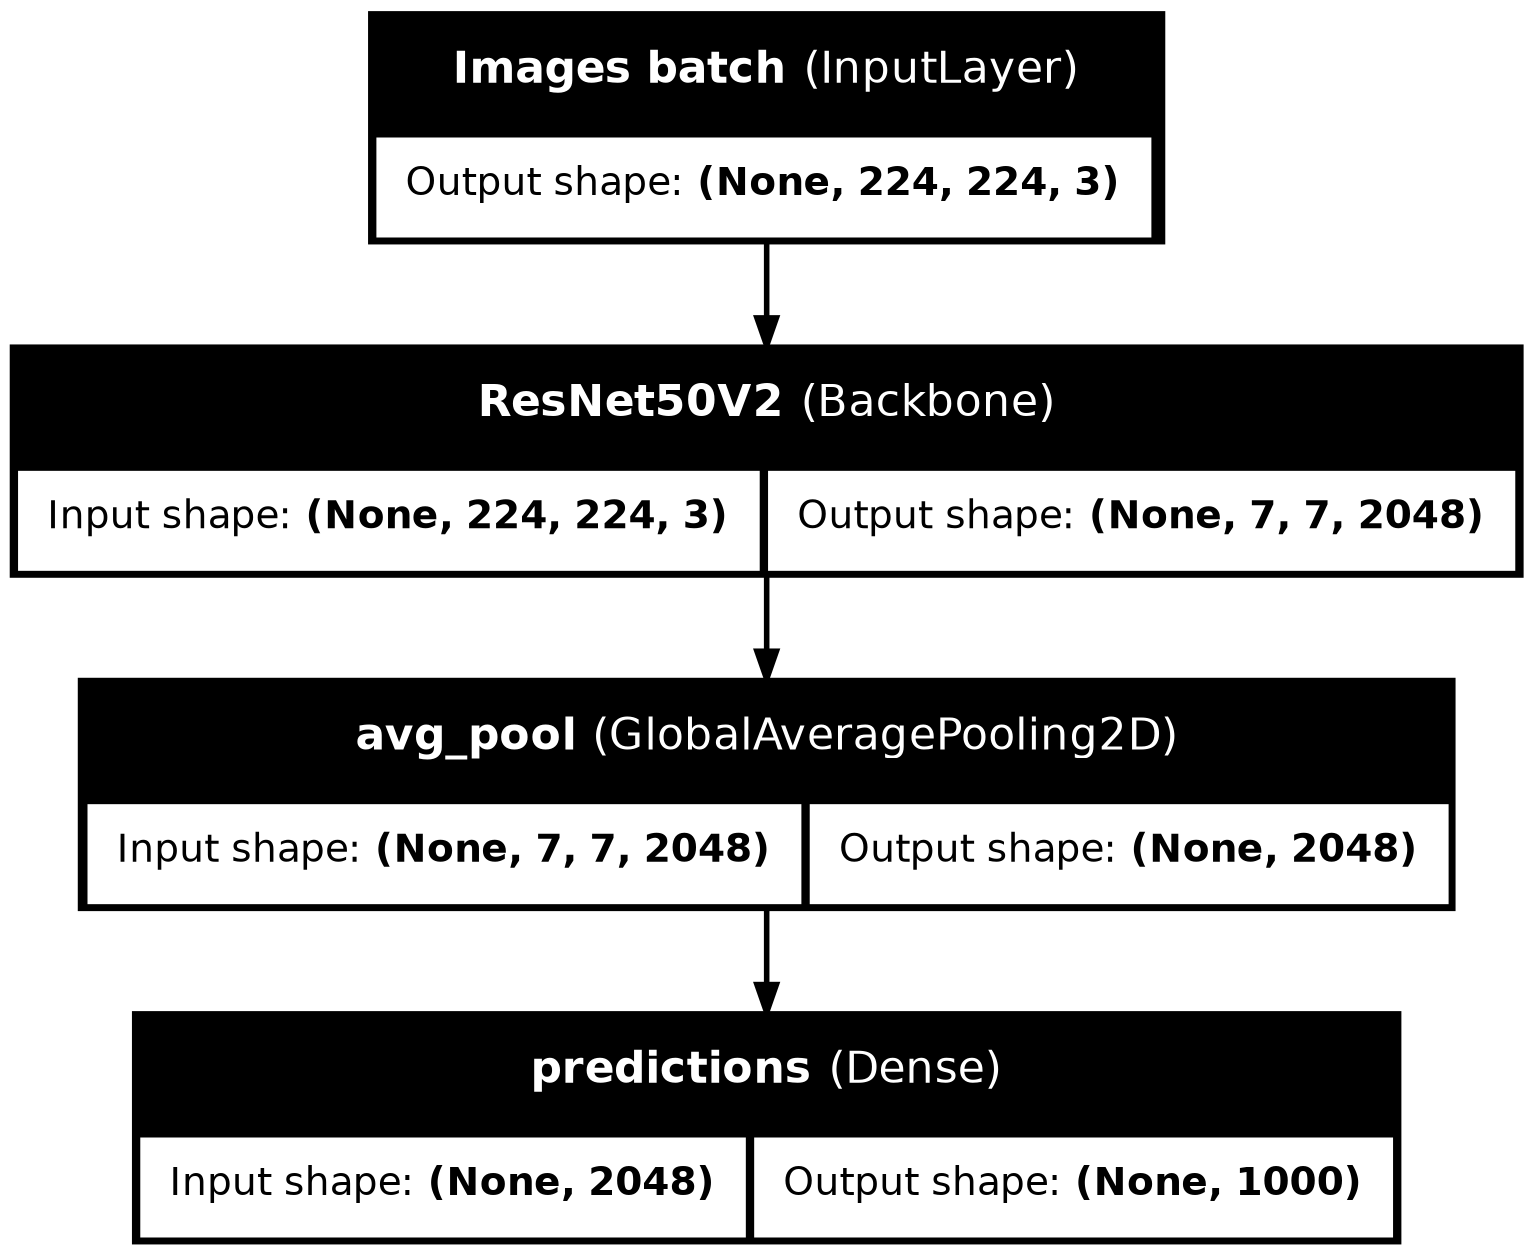 Images batch (InputLayer)
Output shape: (None, 224, 224, 3)
ResNet50V2 (Backbone)
Input shape: (None, 224, 224, 3) Output shape: (None, 7, 7, 2048)
avg_pool (GlobalAveragePooling2D)
Input shape: (None, 7, 7, 2048) Output shape: (None, 2048)
predictions (Dense)
Input shape: (None, 2048) Output shape: (None, 1000)